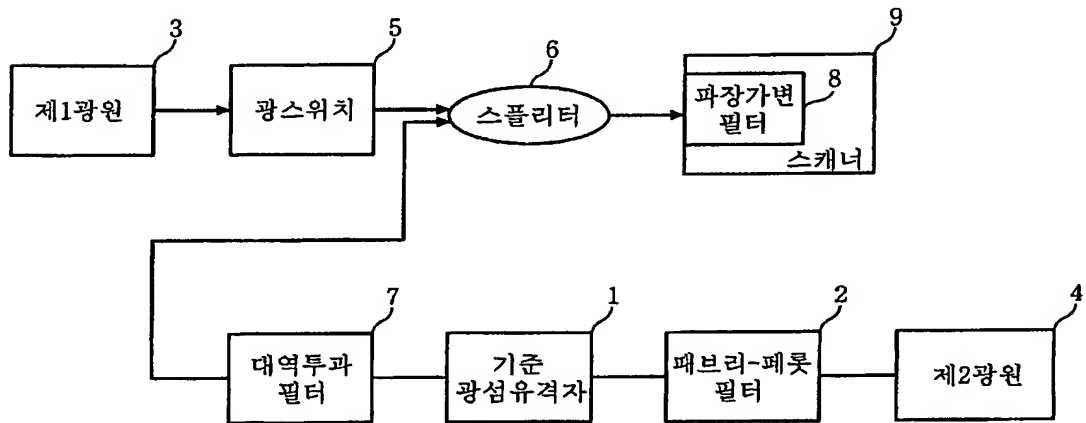 3
5
6
9
제1광원
광스위치
스플리터
파장가변
필터
8
스캐너
7
1
2
4
대역투과
필터
기준
광섬유격자
패브리-페롯
필터
제2광원